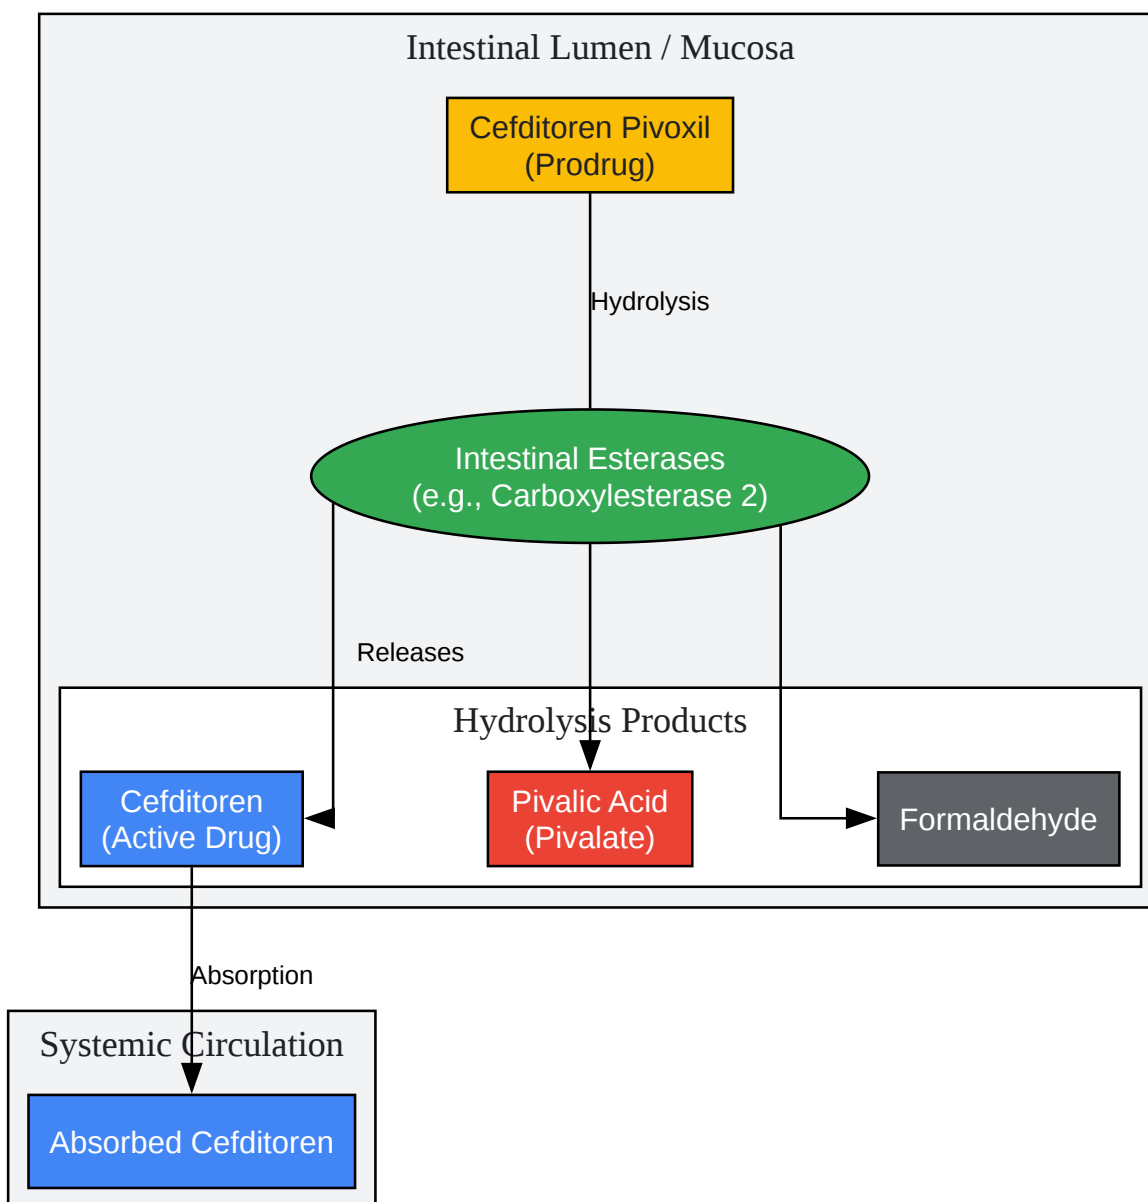 Intestinal Lumen / Mucosa
Cefditoren Pivoxil
(Prodrug)
Hydrolysis
Intestinal Esterases
(e.g., Carboxylesterase 2)
Releases
Hydrolysis Products
Cefditoren
(Active Drug)
Pivalic Acid
(Pivalate)
Formaldehyde
Absorption
Systemic Circulation
Absorbed Cefditoren